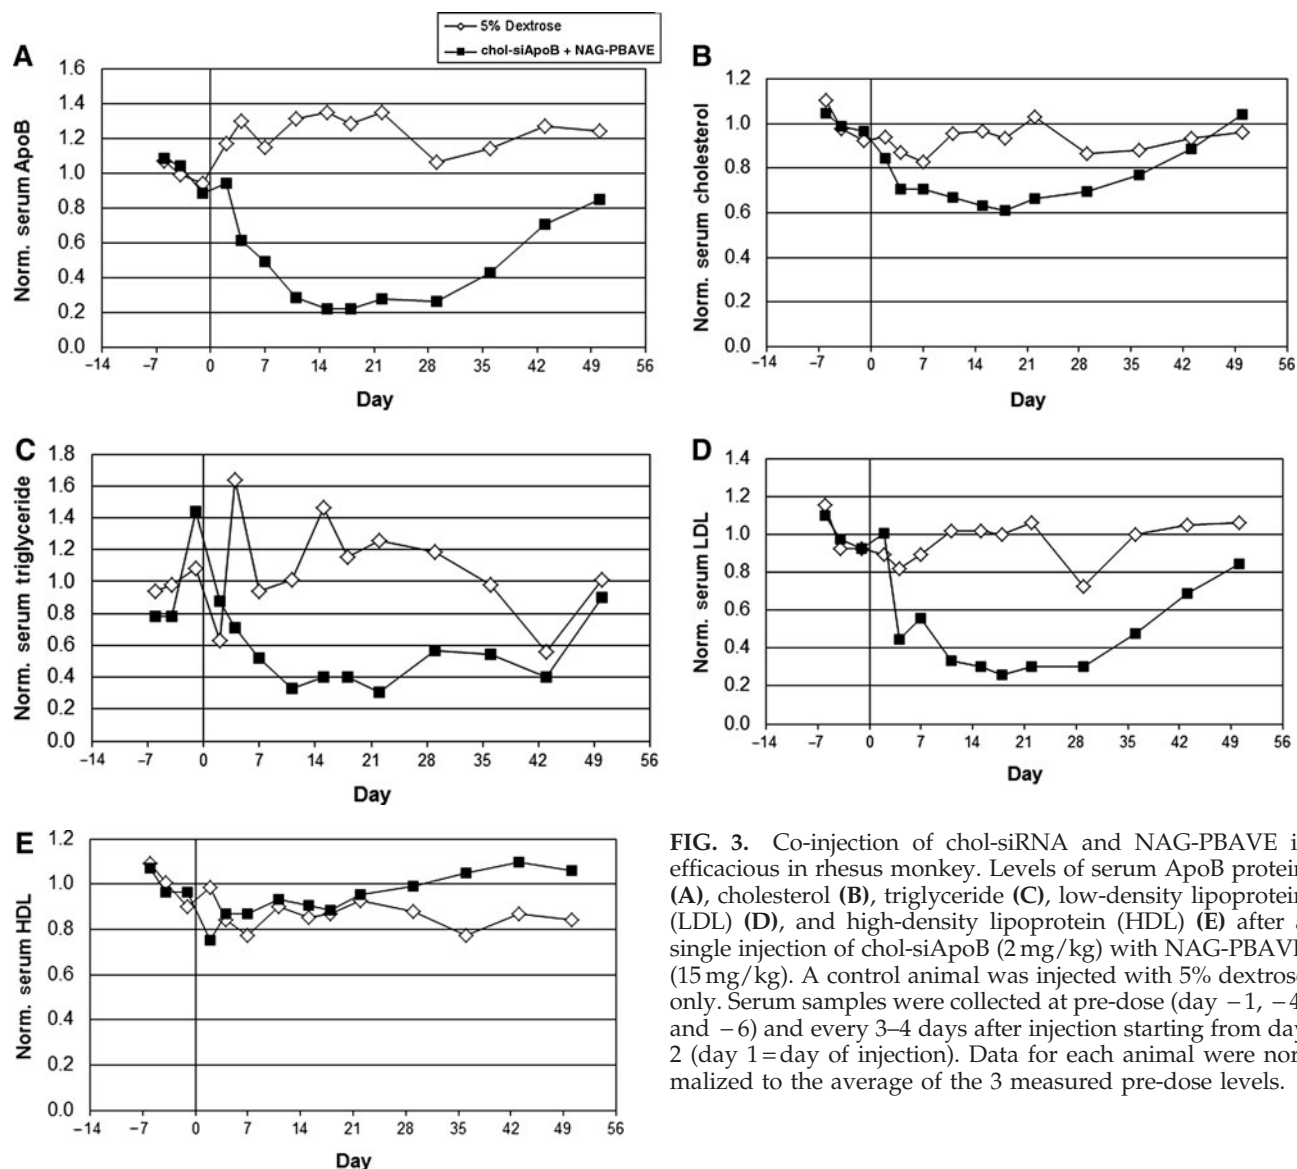 5% Dextrose
chol-siApoB + NAG-PBAVE
A
Norm. serum ApoB
1.6
1.4
1.2
1.0
0.8
0.6
0.4
0.2
0.0
−14 −7 0 7 14 21 28 35 42 49 56
Day
B
Norm. serum cholesterol
1.2
1.0
0.8
0.6
0.4
0.2
0.0
−14 −7 0 7 14 21 28 35 42 49 56
Day
C
Norm. serum triglyceride
1.8
1.6
1.4
1.2
1.0
0.8
0.6
0.4
0.2
0.0
−14 −7 0 7 14 21 28 35 42 49 56
Day
D
Norm. serum LDL
1.4
1.2
1.0
0.8
0.6
0.4
0.2
0.0
−14 −7 0 7 14 21 28 35 42 49 56
Day
E
Norm. serum HDL
1.2
1.0
0.8
0.6
0.4
0.2
0.0
−14 −7 0 7 14 21 28 35 42 49 56
Day
FIG. 3. Co-injection of chol-siRNA and NAG-PBAVE i
efficacious in rhesus monkey. Levels of serum ApoB protein
(A), cholesterol (B), triglyceride (C), low-density lipoprotein
(LDL) (D), and high-density lipoprotein (HDL) (E) after
single injection of chol-siApoB (2 mg/kg) with NAG-PBAVE
(15 mg/kg). A control animal was injected with 5% dextrose
only. Serum samples were collected at pre-dose (day −1, −4
and −6) and every 3–4 days after injection starting from day
2 (day 1 = day of injection). Data for each animal were nor
malized to the average of the 3 measured pre-dose levels.